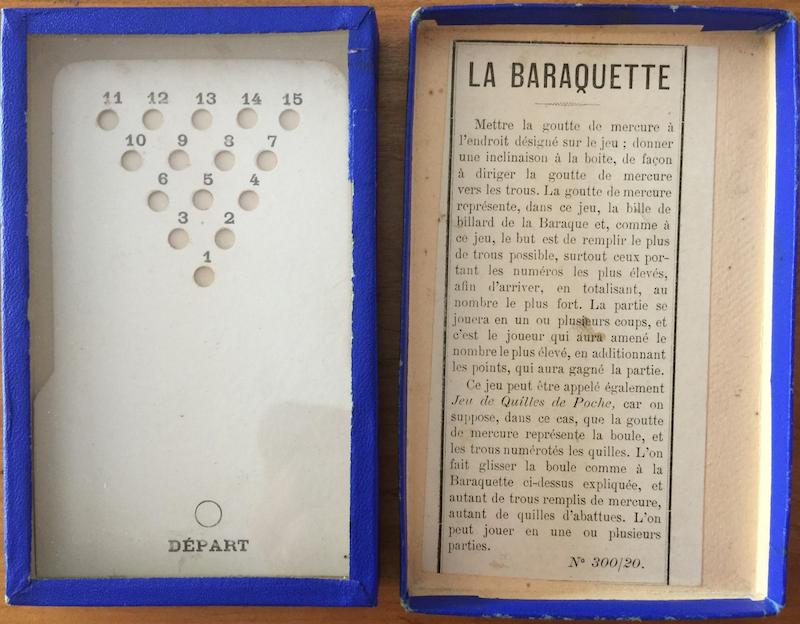 11 12 13 14 15
10 9 8 7
6 5 4
3 2
1
DÉPART
LA BARAQUETTE
Mettre la goutte de mercure à
l'endroit désigné sur le jeu ; donner
une inclinaison à la boite, de façon
à diriger la goutte de mercure
vers les trous. La goutte de mercure
représente, dans ce jeu, la bille de
billard de la Baraque et, comme à
ce jeu, le but est de remplir le plus
de trous possible, surtout ceux por-
tant les numéros les plus élevés,
afin d'arriver, en totalisant, au
nombre le plus fort. La partie se
jouera en un ou plusieurs coups, et
c'est le joueur qui aura amené le
nombre le plus élevé, en additionnant
les points, qui aura gagné la partie.
Ce jeu peut être appelé également
Jeu de Quilles de Poche, car on
suppose, dans ce cas, que la goutte
de mercure représente la boule, et
les trous numérotés les quilles. L'on
fait glisser la boule comme à la
Baraquette ci-dessus expliquée, et
autant de trous remplis de mercure,
autant de quilles d'abattues. L'on
peut jouer en une ou plusieurs
parties.
No 300/20.